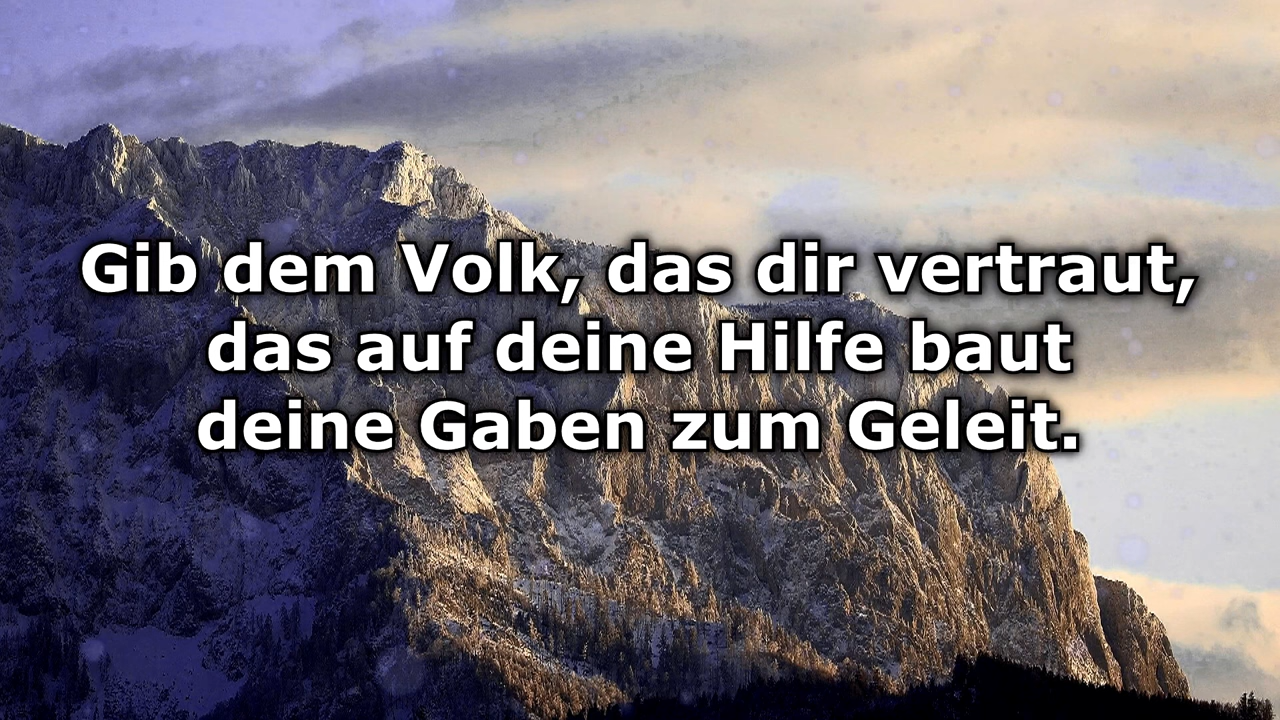 Gib dem Volk, das dir vertraut,
das auf deine Hilfe baut
deine Gaben zum Geleit.